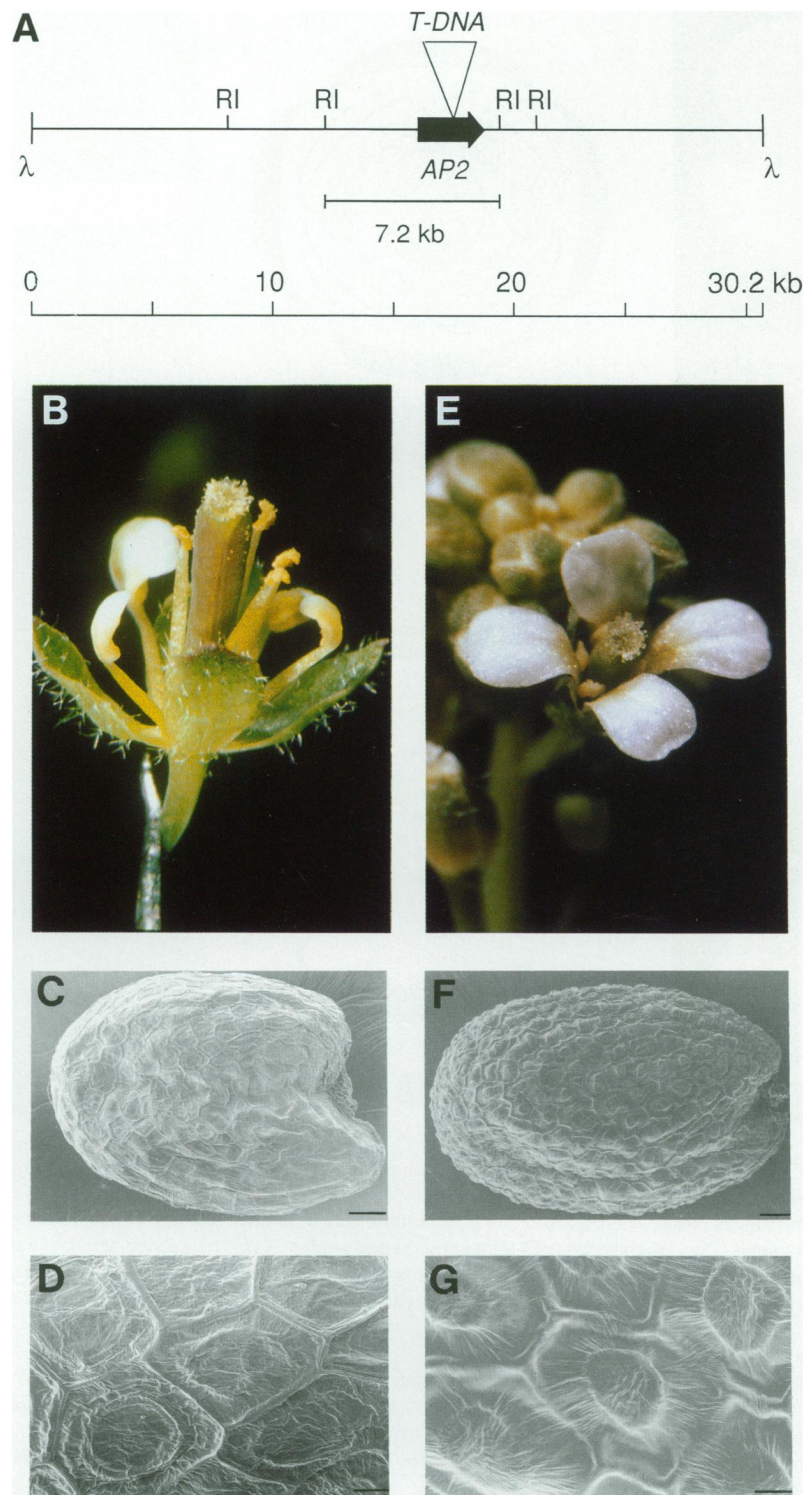 A
T-DNA
RI RI RI RI
λ λ
AP2
7.2 kb
0 10 20 30.2 kb
B E
C F
D G